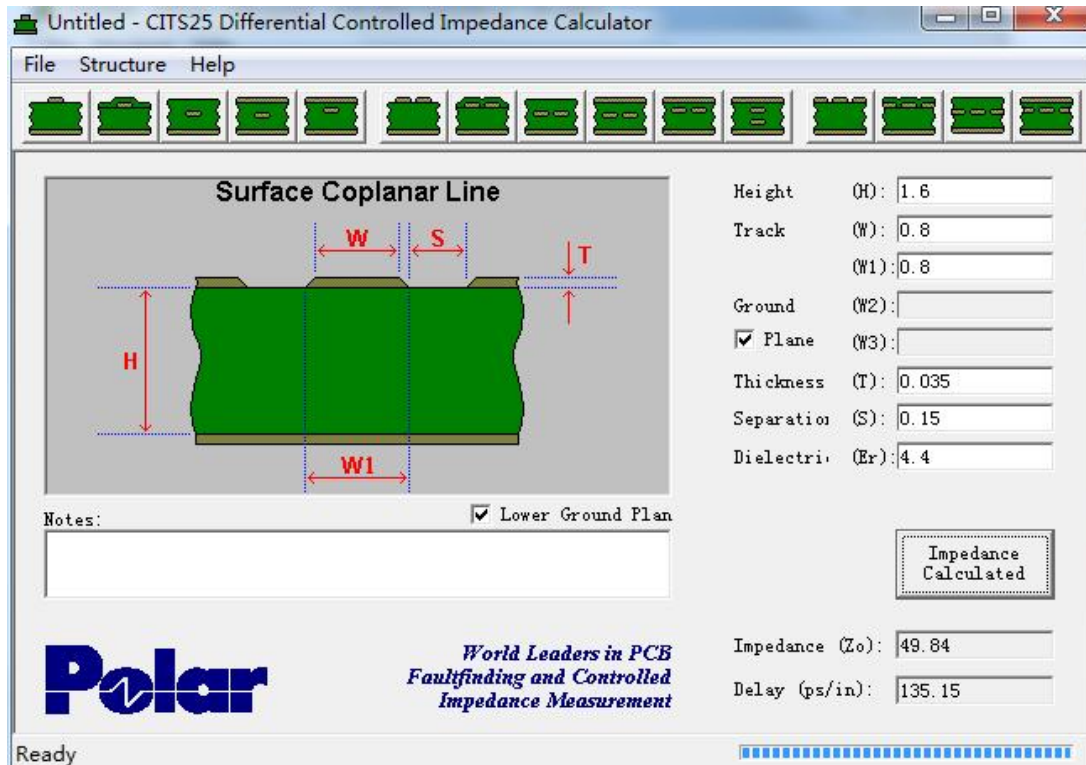 Untitled - CITS25 Differential Controlled Impedance Calculator
File Structure Help
Surface Coplanar Line
W
S
T
H
W1
Height (H): 1.6
Track (W): 0.8
(W1): 0.8
Ground (W2):
Plane (W3):
Thickness (T): 0.035
Separatio (S): 0.15
Dielectri (Er): 4.4
Notes:
Lower Ground Plan
Impedance
Calculated
Polar
World Leaders in PCB
Faultfinding and Controlled
Impedance Measurement
Impedance (Zo): 49.84
Delay (ps/in): 135.15
Ready